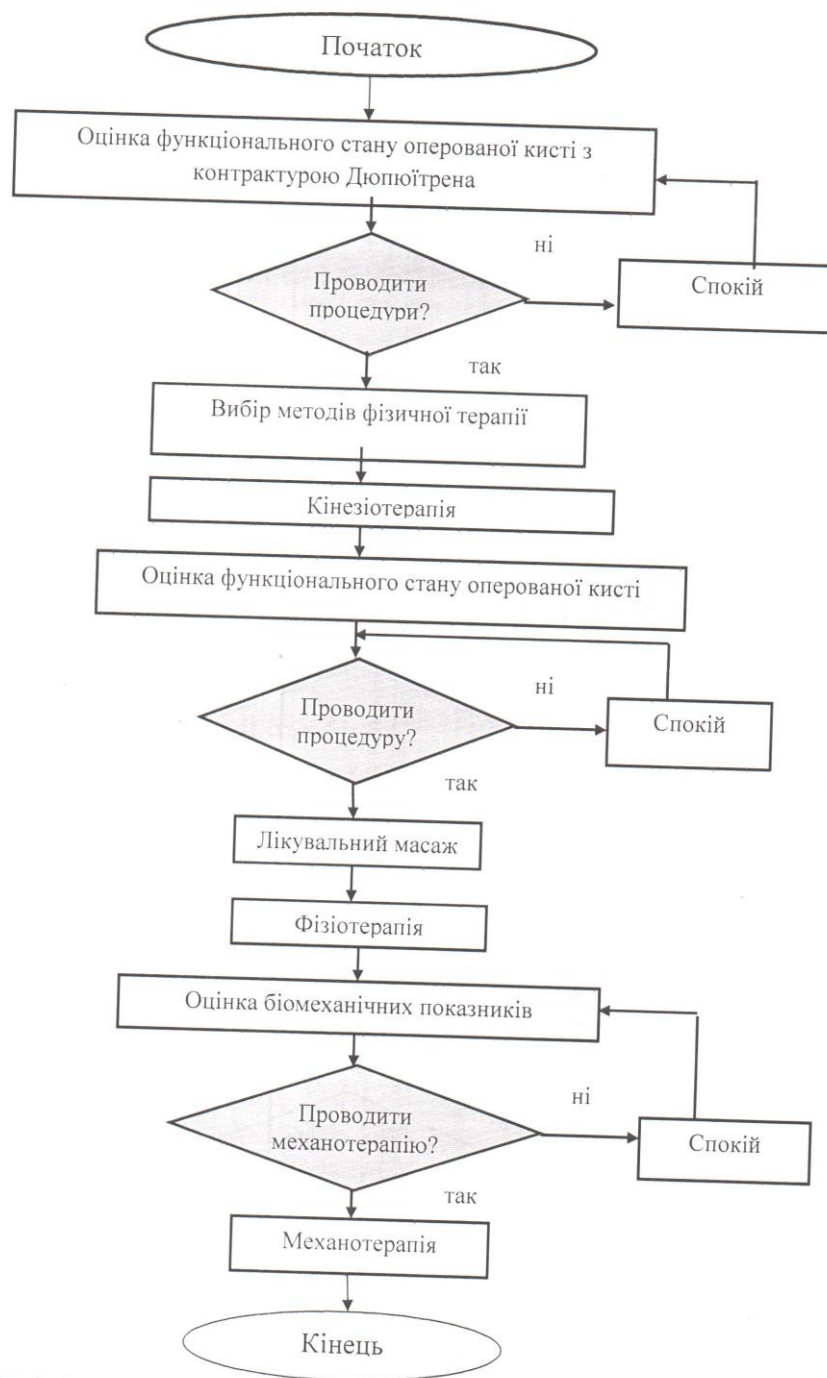 Початок
Оцінка функціонального стану оперованої кисті з
контрактурою Дюпюїтрена
ні
Проводити
процедури?
Спокій
так
Вибір методів фізичної терапії
Кінезіотерапія
Оцінка функціонального стану оперованої кисті
ні
Проводити
процедуру?
Спокій
так
Лікувальний масаж
Фізіотерапія
Оцінка біомеханічних показників
ні
Проводити
механотерапію?
Спокій
так
Механотерапія
Кінець